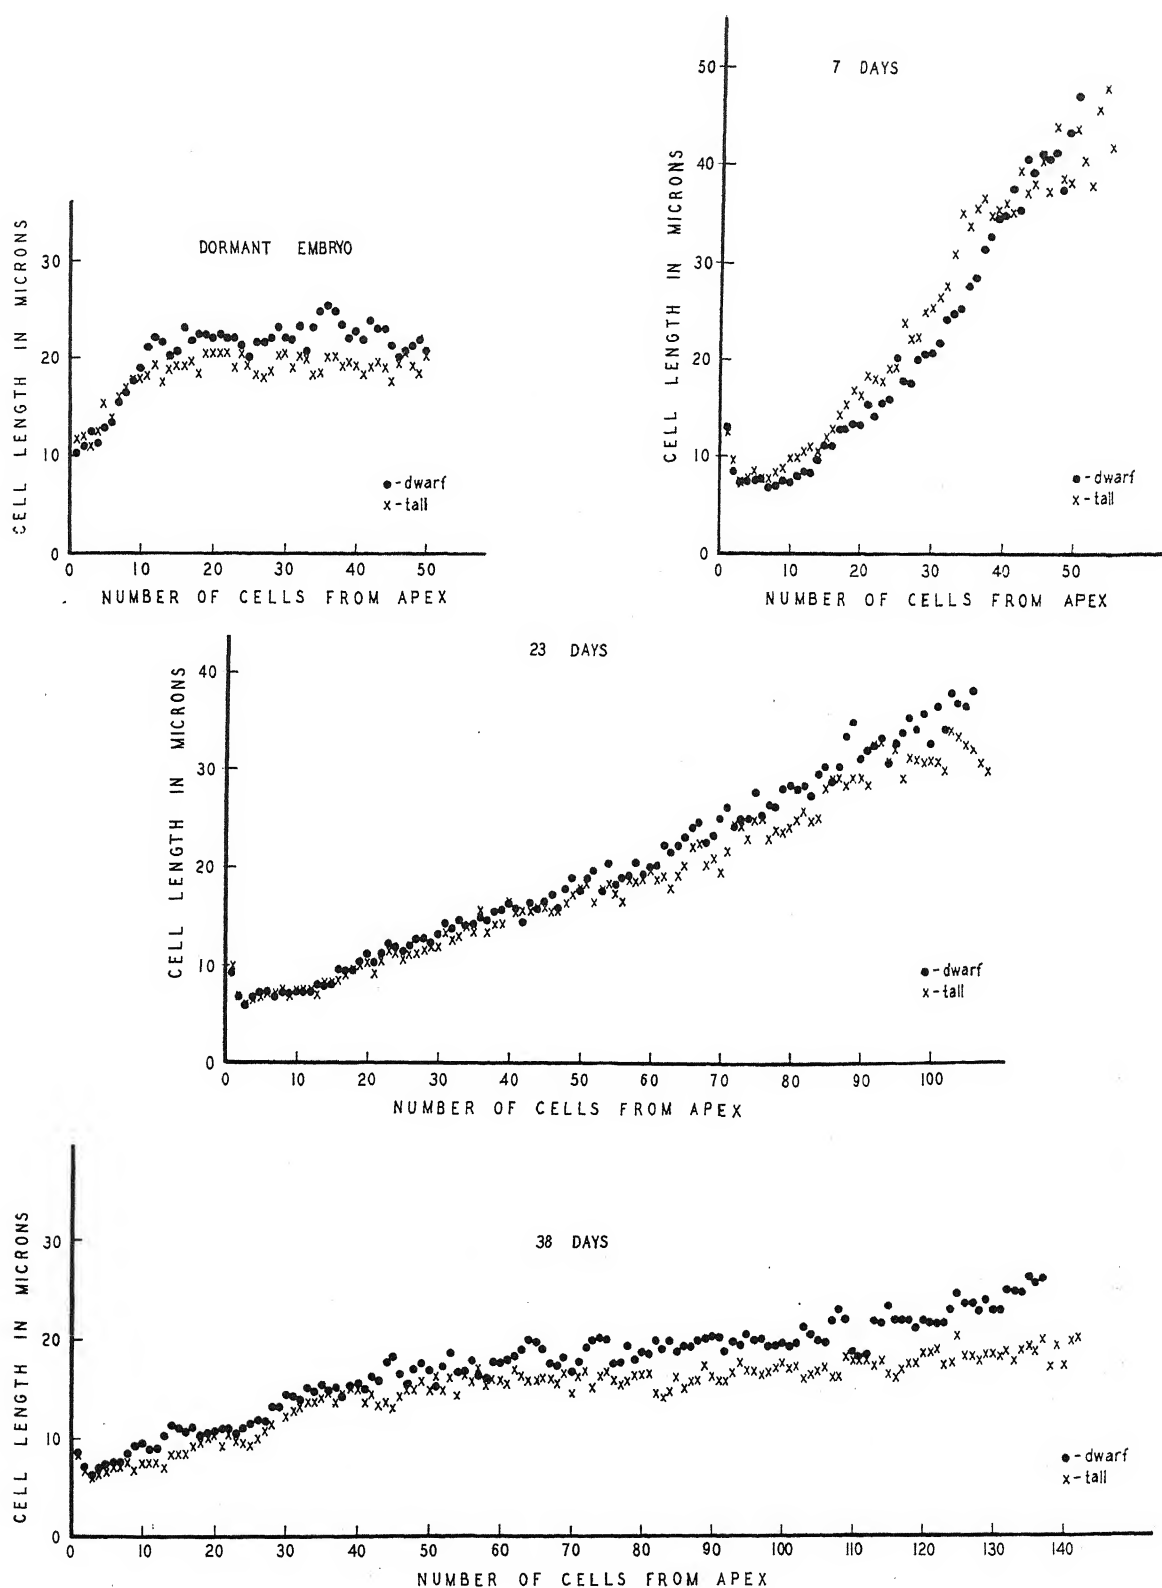 DORMANT EMBRYO
CELL LENGTH IN MICRONS
30
20
10
0
●-dwarf
x-tall
0 10 20 30 40 50
NUMBER OF CELLS FROM APEX
7 DAYS
CELL LENGTH IN MICRONS
50
40
30
20
10
0
●-dwarf
x-tall
0 10 20 30 40 50
NUMBER OF CELLS FROM APEX
23 DAYS
CELL LENGTH IN MICRONS
40
30
20
10
0
●-dwarf
x-tall
0 10 20 30 40 50 60 70 80 90 100
NUMBER OF CELLS FROM APEX
38 DAYS
CELL LENGTH IN MICRONS
30
20
10
0
●-dwarf
x-tall
0 10 20 30 40 50 60 70 80 90 100 110 120 130 140
NUMBER OF CELLS FROM APEX